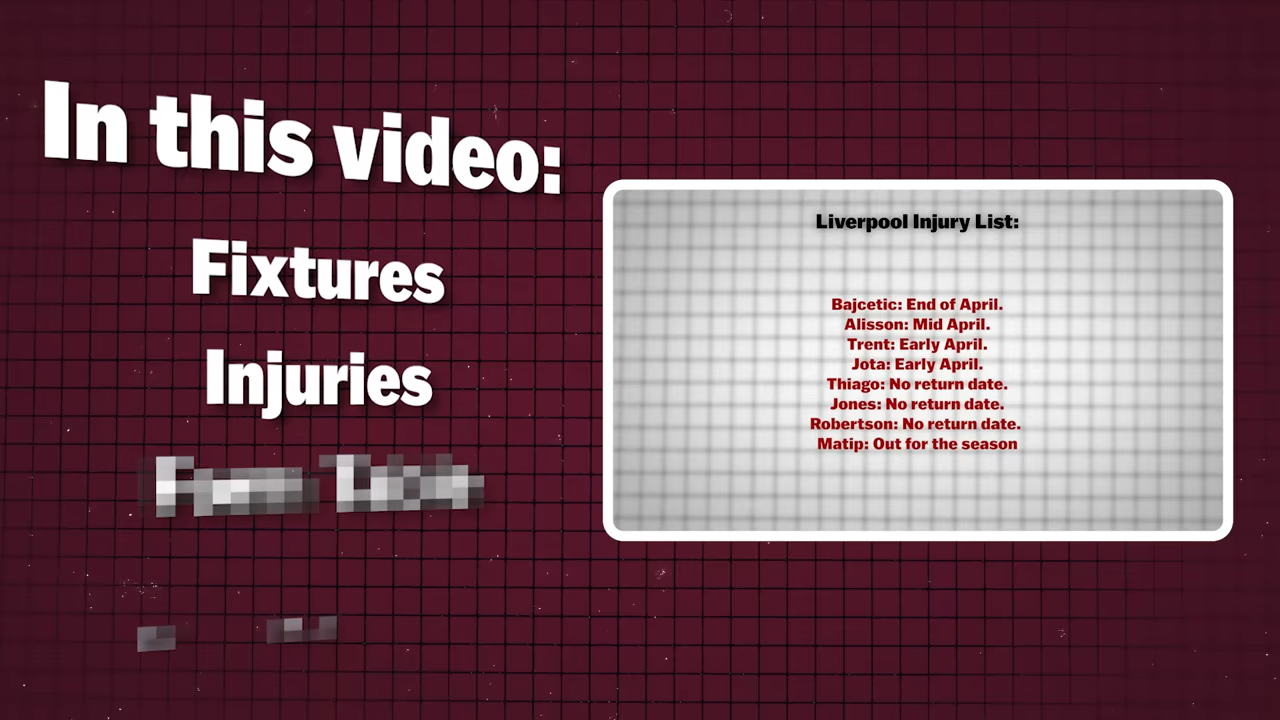 In this video:
Fixtures
Injuries
Liverpool Injury List:
Bajcetic: End of April.
Alisson: Mid April.
Trent: Early April.
Jota: Early April.
Thiago: No return date.
Jones: No return date.
Robertson: No return date.
Matip: Out for the season